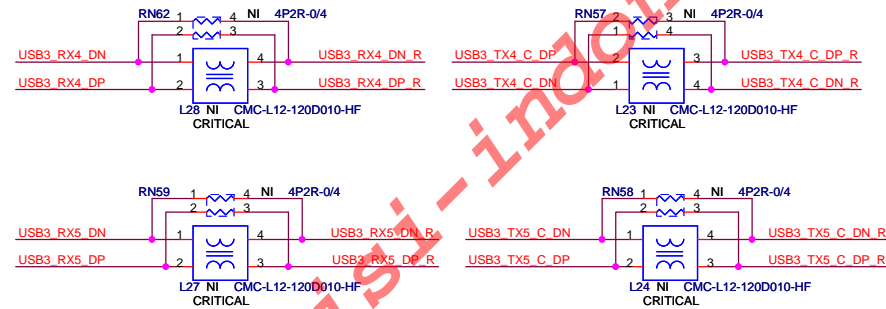 RN62 1 4 NI 4P2R-0/4
2 3
USB3_RX4_DN 1 4 USB3_RX4_DN_R
USB3_RX4_DP 2 3 USB3_RX4_DP_R
L28 NI CMC-L12-120D010-HF
CRITICAL
RN57 2 3 NI 4P2R-0/4
1 4
USB3_TX4_C_DP 2 3 USB3_TX4_C_DP_R
USB3_TX4_C_DN 1 4 USB3_TX4_C_DN_R
L23 NI CMC-L12-120D010-HF
CRITICAL
RN59 1 4 NI 4P2R-0/4
2 3
USB3_RX5_DN 1 4 USB3_RX5_DN_R
USB3_RX5_DP 2 3 USB3_RX5_DP_R
L27 NI CMC-L12-120D010-HF
CRITICAL
RN58 1 4 NI 4P2R-0/4
2 3
USB3_TX5_C_DN 1 4 USB3_TX5_C_DN_R
USB3_TX5_C_DP 2 3 USB3_TX5_C_DP_R
L24 NI CMC-L12-120D010-HF
CRITICAL
isi-indo